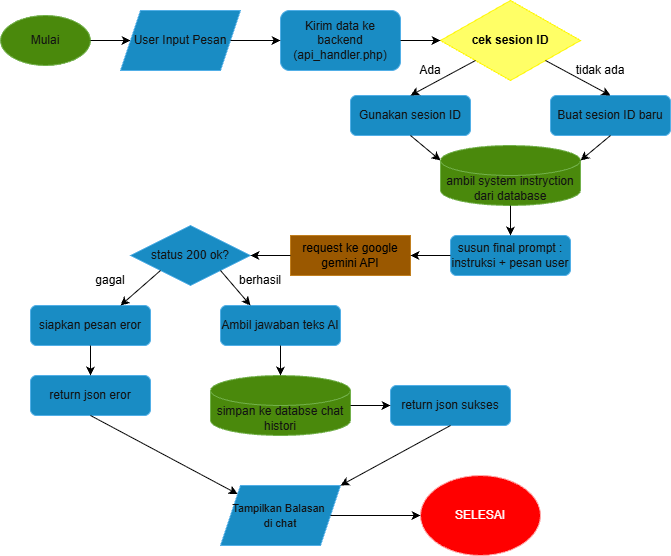 Mulai
User Input Pesan
Kirim data ke
backend
(api_handler.php)
cek sesion ID
Ada
tidak ada
Gunakan sesion ID
Buat sesion ID baru
ambil system instryction
dari database
susun final prompt :
instruksi + pesan user
request ke google
gemini API
status 200 ok?
gagal
berhasil
siapkan pesan eror
Ambil jawaban teks AI
return json eror
simpan ke databse chat
histori
return json sukses
Tampilkan Balasan
di chat
SELESAI